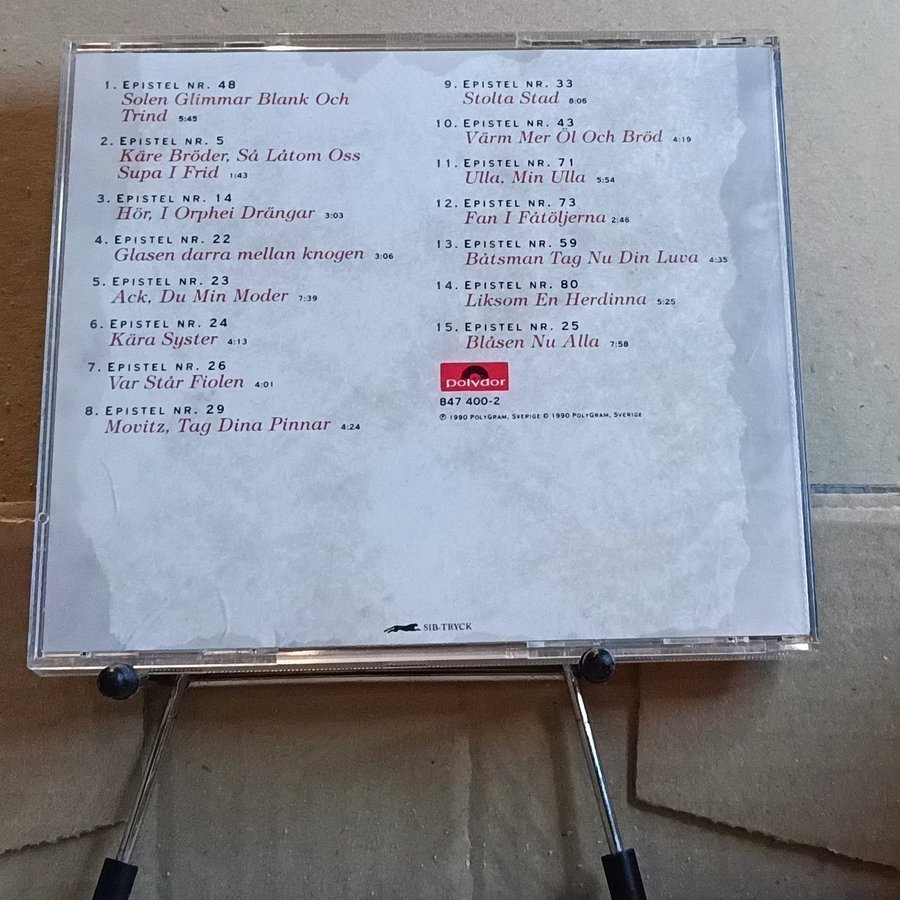 1. EPISTEL NR. 48
Solen Glimmar Blank Och
Trind 5:45
2. EPISTEL NR. 5
Käre Bröder, Så Låtom Oss
Supa I Frid 1:43
3. EPISTEL NR. 14
Hör, I Orphei Drängar 3:03
4. EPISTEL NR. 22
Glasen darra mellan knogen 3:06
5. EPISTEL NR. 23
Ack, Du Min Moder 7:39
6. EPISTEL NR. 24
Kära Syster 4:13
7. EPISTEL NR. 26
Var Står Fiolen 4:01
8. EPISTEL NR. 29
Movitz, Tag Dina Pinnar 4:24
9. EPISTEL NR. 33
Stolta Stad 8:06
10. EPISTEL NR. 43
Värm Mer Öl Och Bröd 4:19
11. EPISTEL NR. 71
Ulla, Min Ulla 5:54
12. EPISTEL NR. 73
Fan I Fåtöljerna 2:46
13. EPISTEL NR. 59
Båtsman Tag Nu Din Luva 4:35
14. EPISTEL NR. 80
Liksom En Herdinna 5:25
15. EPISTEL NR. 25
Blåsen Nu Alla 7:58
polydor
847 400-2
℗ 1990 POLYGRAM, SVERIGE © 1990 POLYGRAM, SVERIGE
SIB-TRYCK